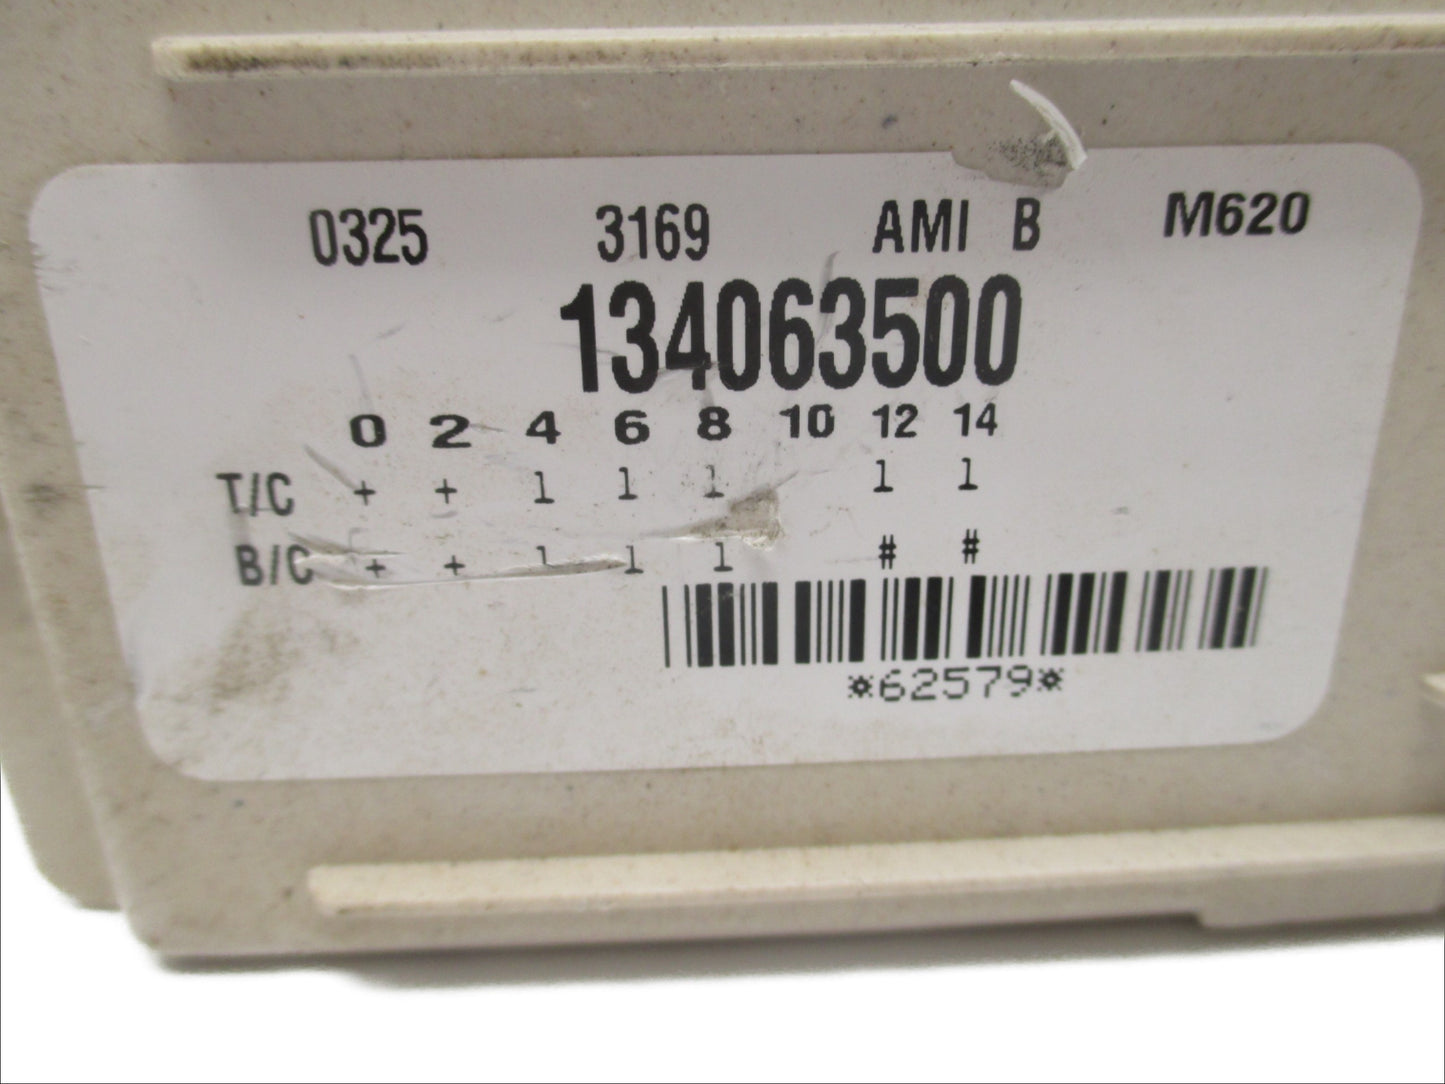 0325 3169 AMI B M620
134063500
0 2 4 6 8 10 12 14
T/C + + 1 1 1 1 1
B/C + + 1 1 1 # #
*62579*